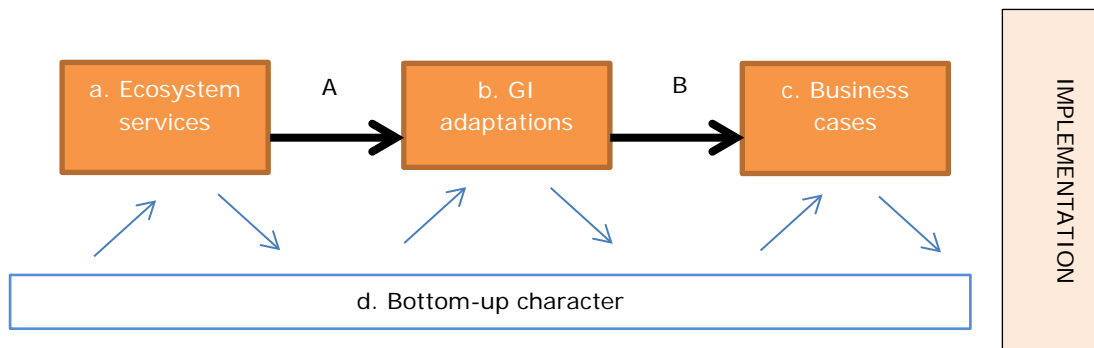 a. Ecosystem
services
A
b. GI
adaptations
B
c. Business
cases
d. Bottom-up character
IMPLEMENTATION